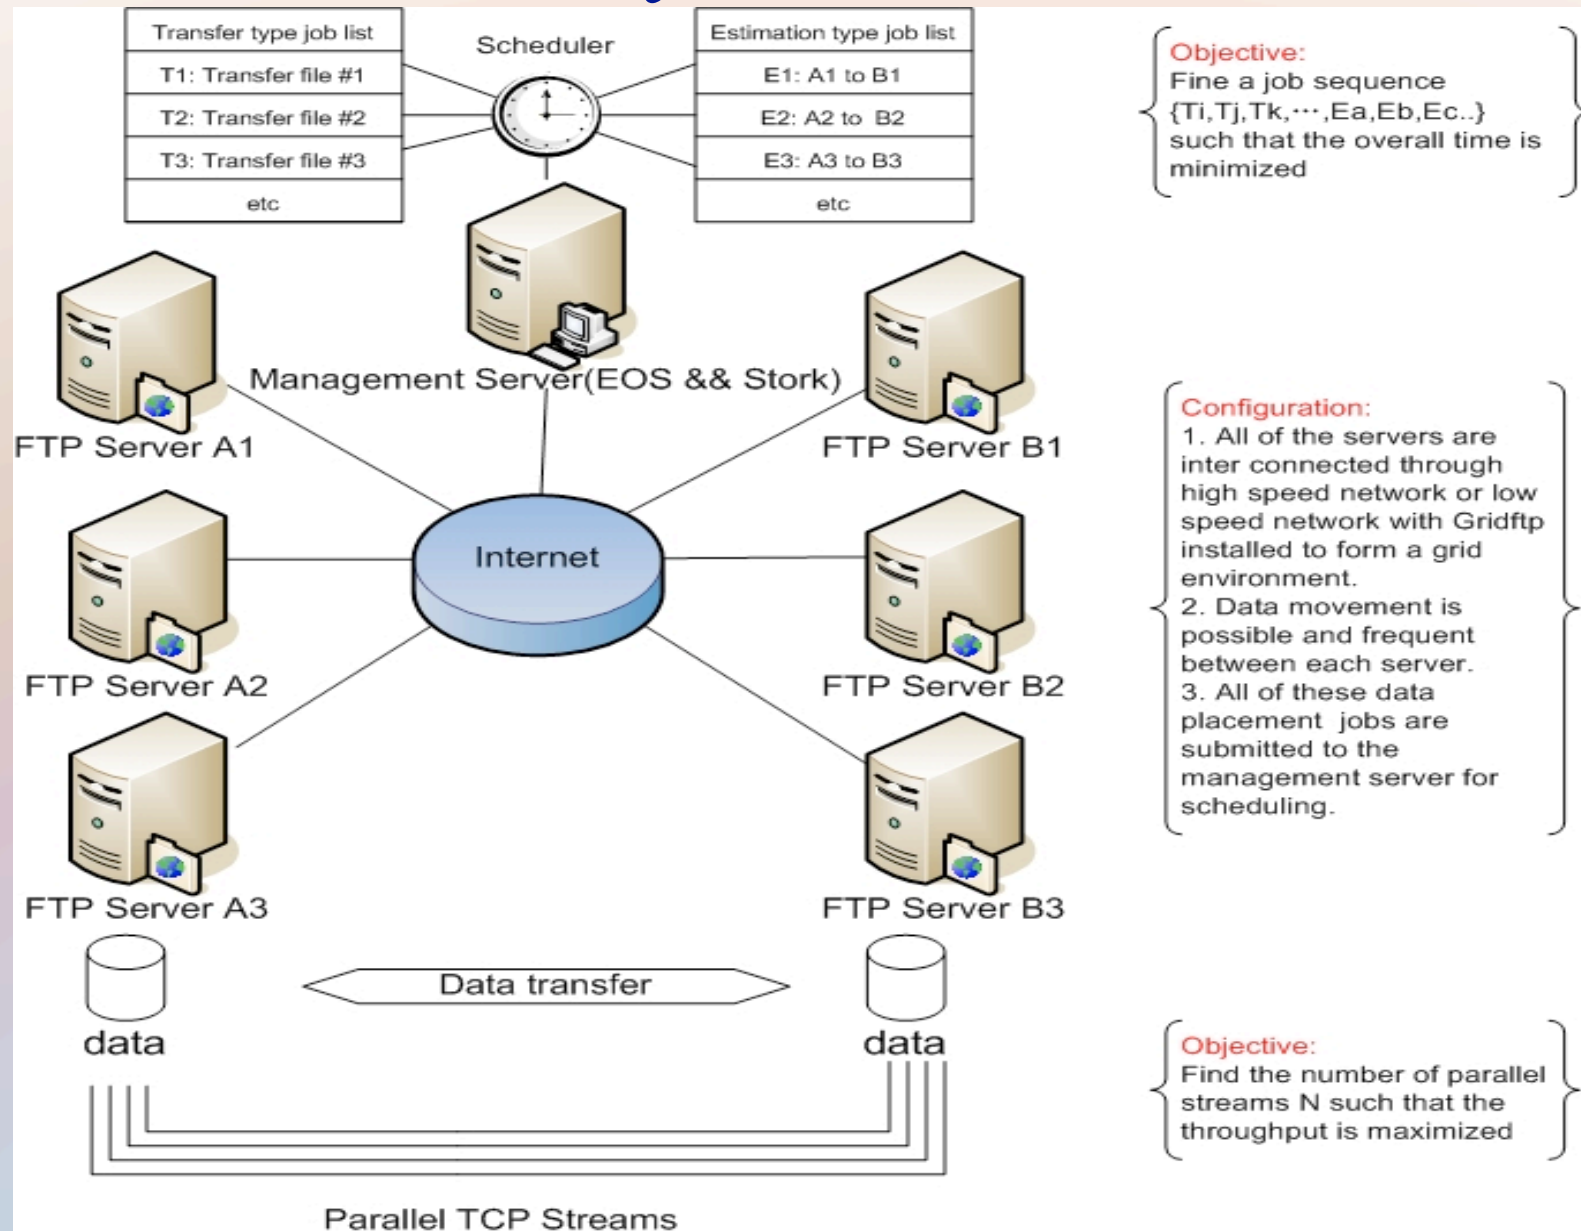 Transfer type job list
T1: Transfer file #1
T2: Transfer file #2
T3: Transfer file #3
etc
Scheduler
Estimation type job list
E1: A1 to B1
E2: A2 to B2
E3: A3 to B3
etc
Objective:
Fine a job sequence
{Ti,Tj,Tk,···,Ea,Eb,Ec..}
such that the overall time is
minimized
Management Server(EOS && Stork)
FTP Server A1
FTP Server B1
Internet
FTP Server A2
FTP Server B2
FTP Server A3
FTP Server B3
Configuration:
1. All of the servers are
inter connected through
high speed network or low
speed network with Gridftp
installed to form a grid
environment.
2. Data movement is
possible and frequent
between each server.
3. All of these data
placement jobs are
submitted to the
management server for
scheduling.
Data transfer
data
data
Objective:
Find the number of parallel
streams N such that the
throughput is maximized
Parallel TCP Streams